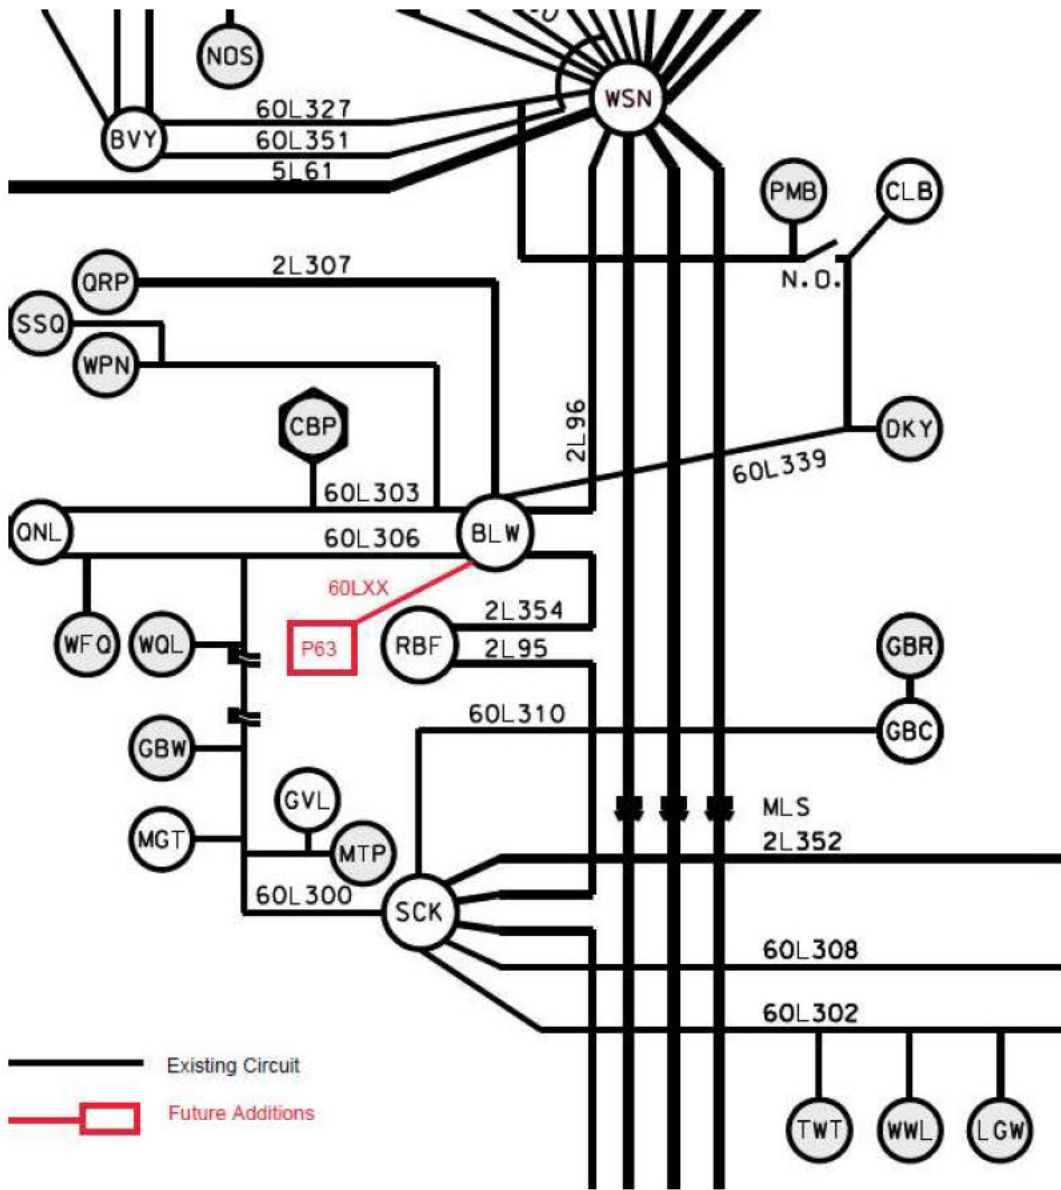 NOS
WSN
60L327
BVY
60L351
5L61
PMB
CLB
QRP
2L307
N.O.
SSQ
WPN
CBP
2L96
DKY
60L339
60L303
QNL
BLW
60L306
60LXX
2L354
WFQ
WQL
P63
RBF
2L95
GBR
60L310
GBC
GBW
GVL
MLS
MGT
MTP
2L352
60L300
SCK
60L308
60L302
Existing Circuit
Future Additions
TWT
WWL
LGW